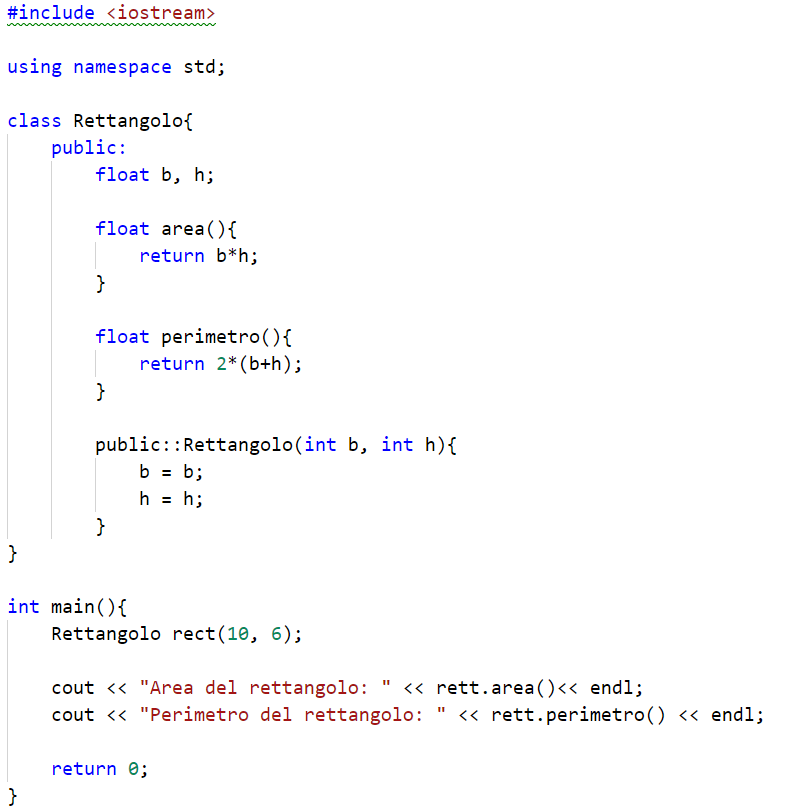 #include <iostream>
using namespace std;
class Rettangolo{
public:
float b, h;
float area(){
return b*h;
}
float perimetro(){
return 2*(b+h);
}
public::Rettangolo(int b, int h){
b = b;
h = h;
}
}
int main(){
Rettangolo rect(10, 6);
cout << "Area del rettangolo: " << rett.area()<< endl;
cout << "Perimetro del rettangolo: " << rett.perimetro() << endl;
return 0;
}